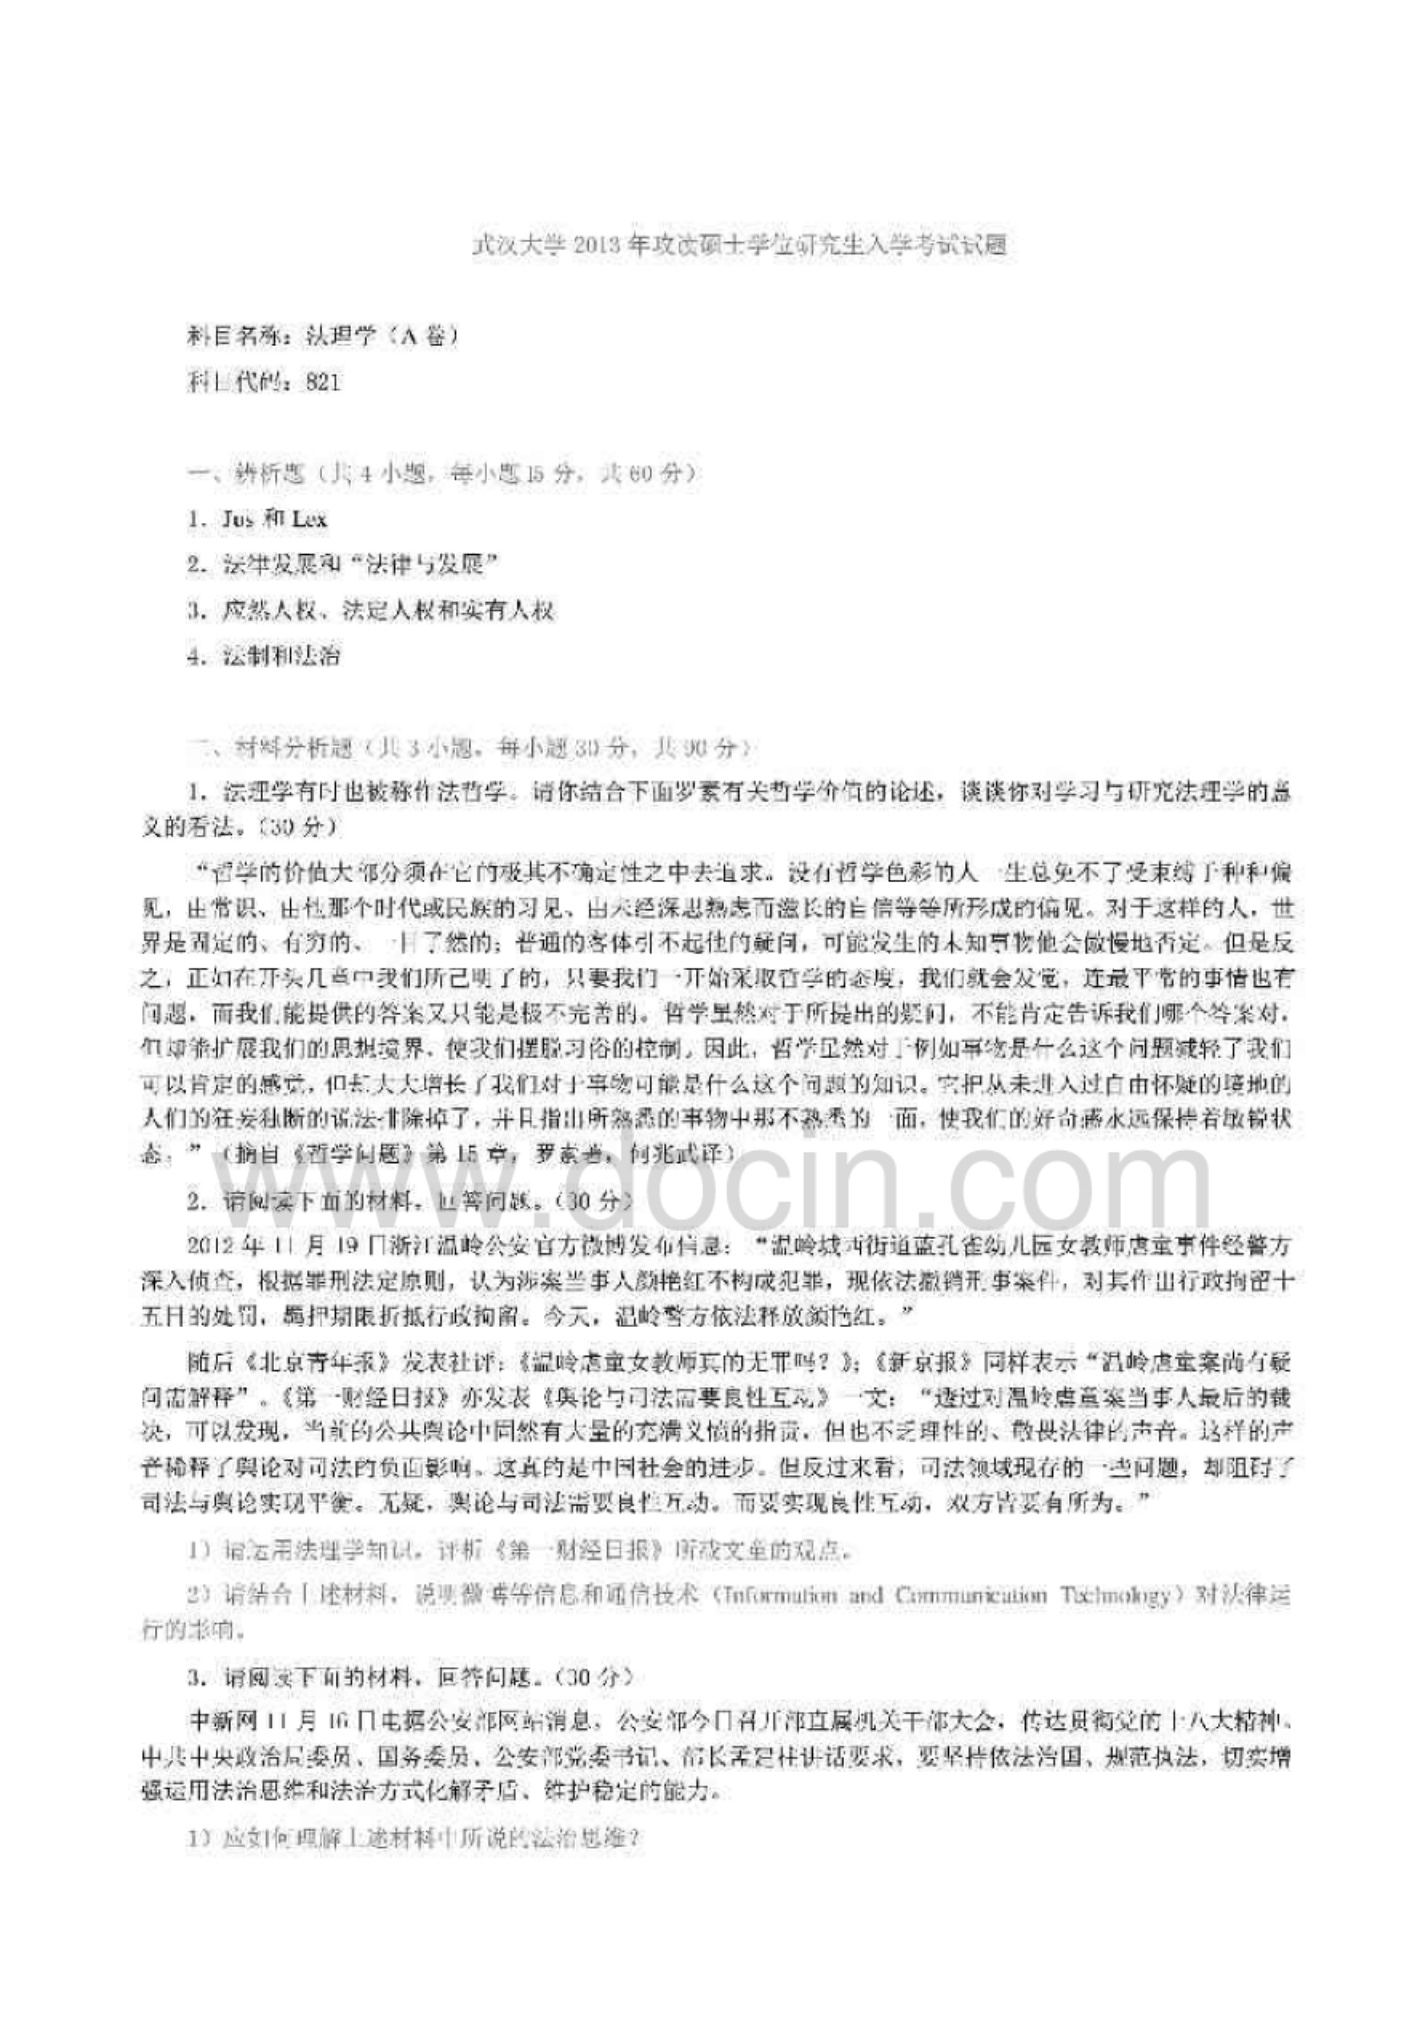 武汉大学 2013 年攻读硕士学位研究生入学考试试题
科目名称：法理学（A 卷）
科目代码：821
一、辨析题（共 4 小题，每小题 15 分，共 60 分）
1．Jus 和 Lex
2．法律发展和“法律与发展”
3．应然人权、法定人权和实有人权
4．法制和法治
二、材料分析题（共 3 小题，每小题 30 分，共 90 分）
1．法理学有时也被称作法哲学。请你结合下面罗素有关哲学价值的论述，谈谈你对学习与研究法理学的意
义的看法。（30 分）
“哲学的价值大部分须在它的极其不确定性之中去追求。没有哲学色彩的人一生总免不了受束缚于种种偏
见，由常识、由他那个时代或民族的习见、由未经深思熟虑而滋长的自信等等所形成的偏见。对于这样的人，世
界是固定的、有穷的、一目了然的；普通的客体引不起他的疑问，可能发生的未知事物他会傲慢地否定。但是反
之，正如在开头几章中我们所已明了的，只要我们一开始采取哲学的态度，我们就会发觉，连最平常的事情也有
问题，而我们能提供的答案又只能是极不完善的。哲学虽然对于所提出的疑问，不能肯定告诉我们哪个答案对，
但却能扩展我们的思想境界，使我们摆脱习俗的控制。因此，哲学虽然对于例如事物是什么这个问题减轻了我们
可以肯定的感觉，但却大大增长了我们对于事物可能是什么这个问题的知识。它把从未进入过自由怀疑的境地的
人们的狂妄独断的说法排除掉了，并且指出所熟悉的事物中那不熟悉的一面，使我们的好奇感永远保持着敏锐状
态。”（摘自《哲学问题》第 15 章，罗素著，何兆武译）
www.docin.com
2．请阅读下面的材料，回答问题。（30 分）
2012 年 11 月 19 日浙江温岭公安官方微博发布信息：“温岭城西街道蓝孔雀幼儿园女教师虐童事件经警方
深入侦查，根据罪刑法定原则，认为涉案当事人颜艳红不构成犯罪，现依法撤销刑事案件，对其作出行政拘留十
五日的处罚，羁押期限折抵行政拘留。今天，温岭警方依法释放颜艳红。”
随后《北京青年报》发表社评：《温岭虐童女教师真的无罪吗？》；《新京报》同样表示“温岭虐童案尚有疑
问需解释”。《第一财经日报》亦发表《舆论与司法需要良性互动》一文：“透过对温岭虐童案当事人最后的裁
决，可以发现，当前的公共舆论中固然有大量的充满义愤的指责，但也不乏理性的、敬畏法律的声音。这样的声
音稀释了舆论对司法的负面影响。这真的是中国社会的进步。但反过来看，司法领域现存的一些问题，却阻碍了
司法与舆论实现平衡。无疑，舆论与司法需要良性互动。而要实现良性互动，双方皆要有所为。”
1）请运用法理学知识，评析《第一财经日报》所载文章的观点。
2）请结合上述材料，说明微博等信息和通信技术（Information and Communication Technology）对法律运
行的影响。
3．请阅读下面的材料，回答问题。（30 分）
中新网 11 月 16 日电据公安部网站消息，公安部今日召开部直属机关干部大会，传达贯彻党的十八大精神。
中共中央政治局委员、国务委员、公安部党委书记、部长孟建柱讲话要求，要坚持依法治国、规范执法，切实增
强运用法治思维和法治方式化解矛盾、维护稳定的能力。
1）应如何理解上述材料中所说的法治思维？